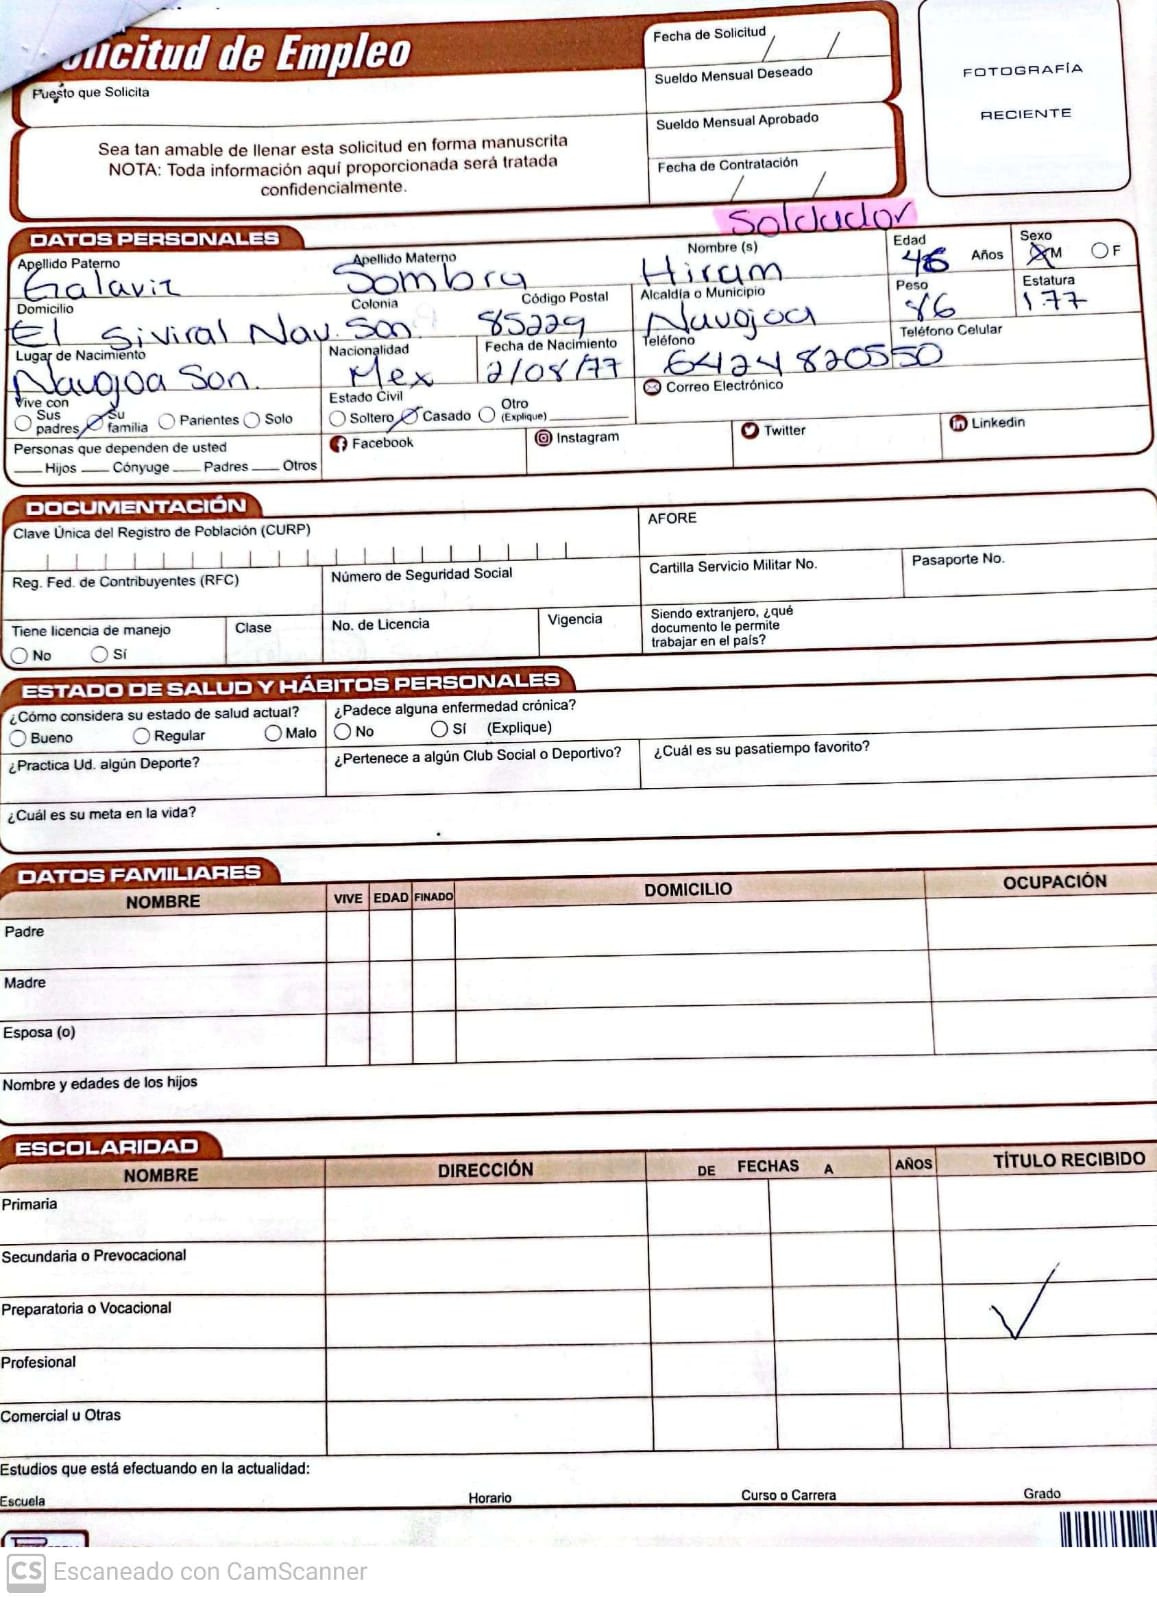 licitud de Empleo
Puesto que Solicita
Fecha de Solicitud / /
Sueldo Mensual Deseado
Sueldo Mensual Aprobado
Fecha de Contratación / /
FOTOGRAFÍA
RECIENTE
Sea tan amable de llenar esta solicitud en forma manuscrita
NOTA: Toda información aquí proporcionada será tratada
confidencialmente.
Soldador
DATOS PERSONALES
Apellido Paterno Apellido Materno Nombre (s) Edad Años Sexo
Galaviz Sombra Hiram 46 M F
Domicilio Colonia Código Postal Alcaldía o Municipio Peso Estatura
El Siviral Nav. Son. 85229 Navojoa 86 1.77
Lugar de Nacimiento Nacionalidad Fecha de Nacimiento Teléfono Teléfono Celular
Navojoa Son. Mex 2/08/77 6424820550
Vive con Estado Civil Correo Electrónico
Sus padres Su familia Parientes Solo Soltero Casado Otro (Explique)
Personas que dependen de usted Facebook Instagram Twitter Linkedin
Hijos Cónyuge Padres Otros
DOCUMENTACIÓN
Clave Única del Registro de Población (CURP) AFORE
Reg. Fed. de Contribuyentes (RFC) Número de Seguridad Social Cartilla Servicio Militar No. Pasaporte No.
Tiene licencia de manejo Clase No. de Licencia Vigencia Siendo extranjero, ¿qué
documento le permite
trabajar en el país?
No Sí
ESTADO DE SALUD Y HÁBITOS PERSONALES
¿Cómo considera su estado de salud actual? ¿Padece alguna enfermedad crónica?
Bueno Regular Malo No Sí (Explique)
¿Practica Ud. algún Deporte? ¿Pertenece a algún Club Social o Deportivo? ¿Cuál es su pasatiempo favorito?
¿Cuál es su meta en la vida?
DATOS FAMILIARES
NOMBRE VIVE EDAD FINADO DOMICILIO OCUPACIÓN
Padre
Madre
Esposa (o)
Nombre y edades de los hijos
ESCOLARIDAD
NOMBRE DIRECCIÓN DE FECHAS A AÑOS TÍTULO RECIBIDO
Primaria
Secundaria o Prevocacional
Preparatoria o Vocacional
Profesional
Comercial u Otras
Estudios que está efectuando en la actualidad:
Escuela Horario Curso o Carrera Grado
CS Escaneado con CamScanner